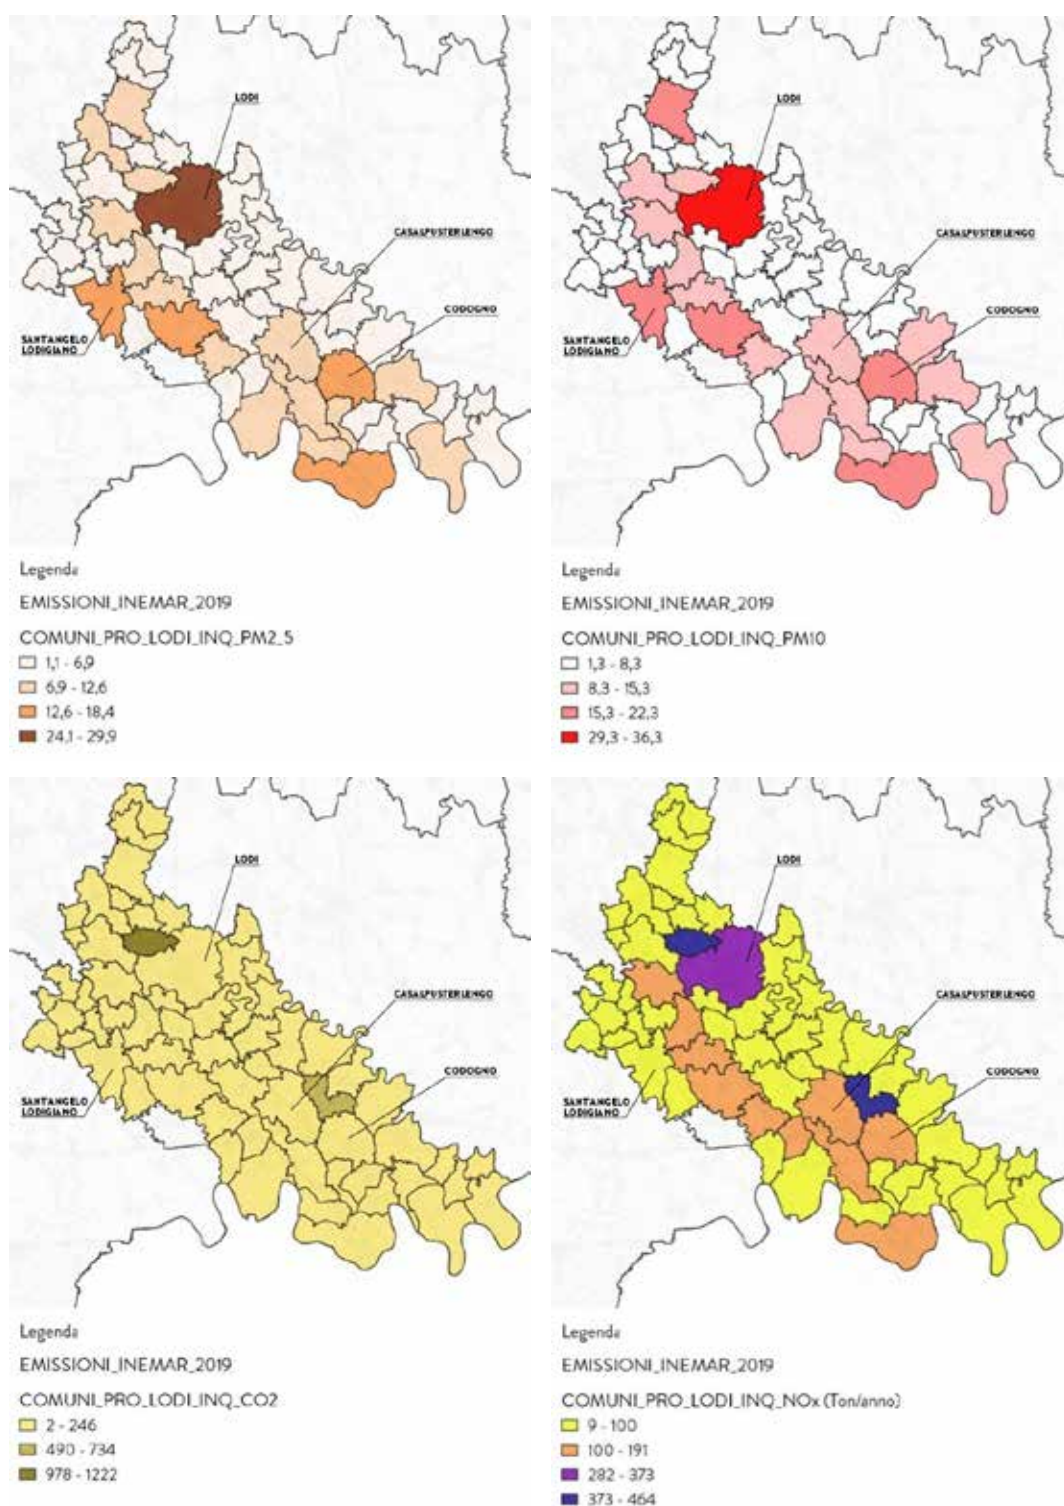 LODI
CASALPUSTERLENGO
CODOGNO
SANTANGELO
LODIGIANO
Legenda
EMISSIONI_INEMAR_2019
COMUNI_PRO_LODI_INQ_PM2_5
1,1 - 6,9
6,9 - 12,6
12,6 - 18,4
24,1 - 29,9
LODI
CASALPUSTERLENGO
CODOGNO
SANTANGELO
LODIGIANO
Legenda
EMISSIONI_INEMAR_2019
COMUNI_PRO_LODI_INQ_PM10
1,3 - 8,3
8,3 - 15,3
15,3 - 22,3
29,3 - 36,3
LODI
CASALPUSTERLENGO
CODOGNO
SANTANGELO
LODIGIANO
Legenda
EMISSIONI_INEMAR_2019
COMUNI_PRO_LODI_INQ_CO2
2 - 246
490 - 734
978 - 1222
LODI
CASALPUSTERLENGO
CODOGNO
SANTANGELO
LODIGIANO
Legenda
EMISSIONI_INEMAR_2019
COMUNI_PRO_LODI_INQ_NOx (Ton/anno)
9 - 100
100 - 191
282 - 373
373 - 464